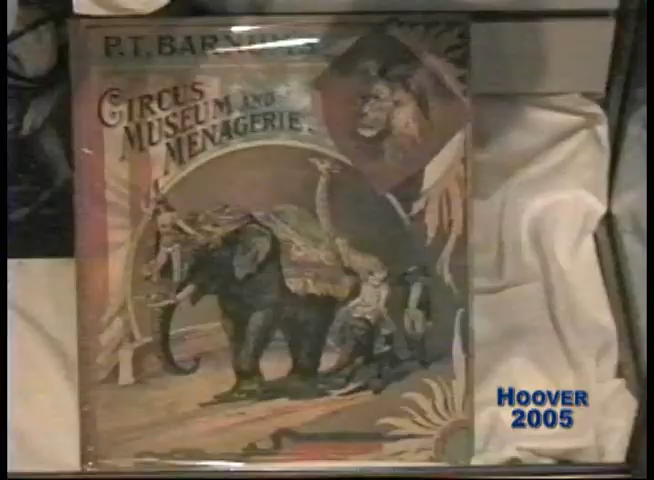 P.T. BARNUM'S
CIRCUS
MUSEUM AND
MENAGERIE.
HOOVER
2005